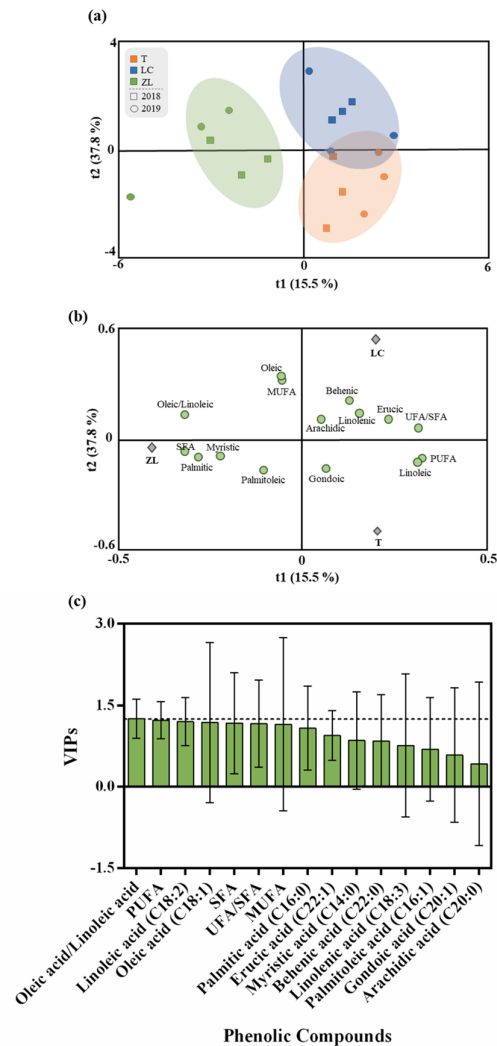 (a)
4
T
LC
ZL
2018
2019
t2 (37.8 %)
0
-4
-6
0
6
t1 (15.5 %)
(b)
0.6
LC
Oleic
MUFA
Behenic
Oleic/Linoleic
Linolenic
Erucic
UFA/SFA
Arachidic
t2 (37.8 %)
0
SFA
Myristic
PUFA
ZL
Palmitic
Palmitoleic
Gondoic
Linoleic
T
-0.6
-0.5
0
0.5
t1 (15.5 %)
(c)
3.0
1.5
VIPs
0.0
-1.5
Oleic acid/Linoleic acid
PUFA
Linoleic acid (C18:2)
Oleic acid (C18:1)
SFA
UFA/SFA
MUFA
Palmitic acid (C16:0)
Erucic acid (C22:1)
Myristic acid (C14:0)
Behenic acid (C22:0)
Linolenic acid (C18:3)
Palmitoleic acid (C16:1)
Gondoic acid (C20:1)
Arachidic acid (C20:0)
Phenolic Compounds